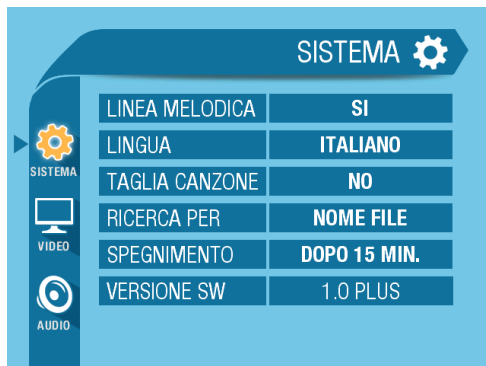 SISTEMA
LINEA MELODICA SI
LINGUA ITALIANO
TAGLIA CANZONE NO
RICERCA PER NOME FILE
SPEGNIMENTO DOPO 15 MIN.
VERSIONE SW 1.0 PLUS
SISTEMA
VIDEO
AUDIO